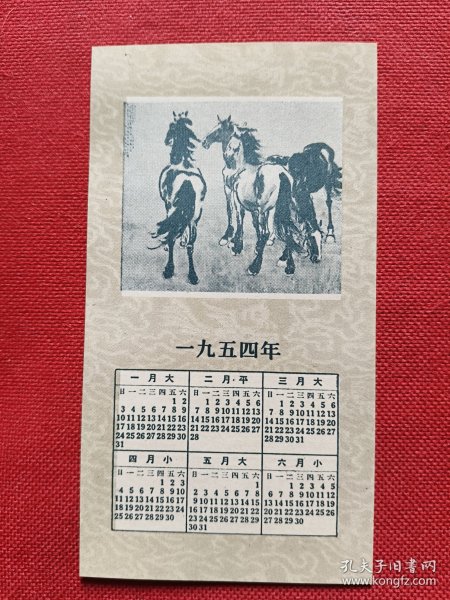 一九五四年
一月大
日一二三四五六
1 2
3 4 5 6 7 8 9
10 11 12 13 14 15 16
17 18 19 20 21 22 23
24 25 26 27 28 29 30
31
二月·平
日一二三四五六
1 2 3 4 5 6
7 8 9 10 11 12 13
14 15 16 17 18 19 20
21 22 23 24 25 26 27
28
三月大
日一二三四五六
1 2 3 4 5 6
7 8 9 10 11 12 13
14 15 16 17 18 19 20
21 22 23 24 25 26 27
28 29 30 31
四月小
日一二三四五六
1 2 3
4 5 6 7 8 9 10
11 12 13 14 15 16 17
18 19 20 21 22 23 24
25 26 27 28 29 30
五月大
日一二三四五六
1
2 3 4 5 6 7 8
9 10 11 12 13 14 15
16 17 18 19 20 21 22
23 24 25 26 27 28 29
30 31
六月小
日一二三四五六
1 2 3 4 5
6 7 8 9 10 11 12
13 14 15 16 17 18 19
20 21 22 23 24 25 26
27 28 29 30
孔夫子旧书网
www.kongfz.com